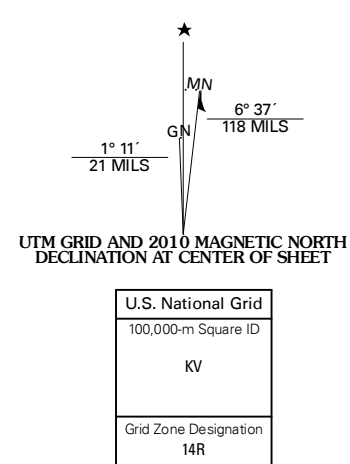 MN
6° 37´
118 MILS
GN
1° 11´
21 MILS
UTM GRID AND 2010 MAGNETIC NORTH
DECLINATION AT CENTER OF SHEET
U.S. National Grid
100,000-m Square ID
KV
Grid Zone Designation
14R